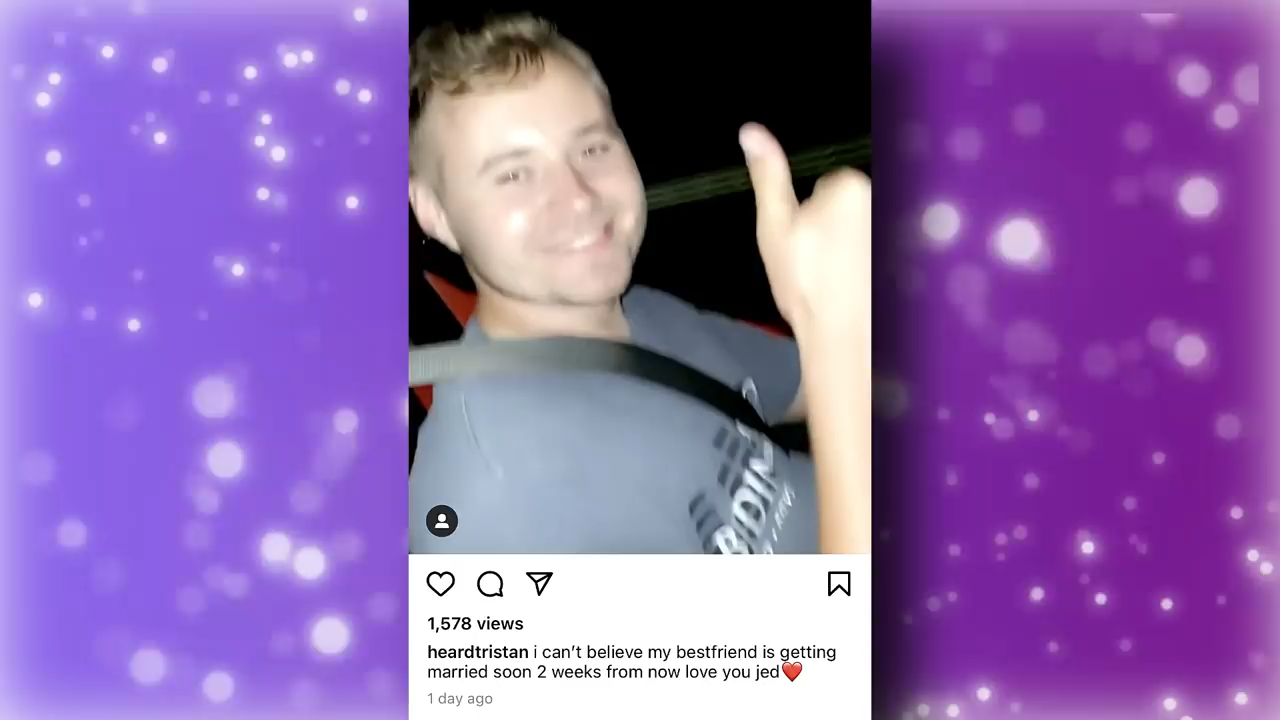 1,578 views
heardtristan i can’t believe my bestfriend is getting
married soon 2 weeks from now love you jed❤️
1 day ago